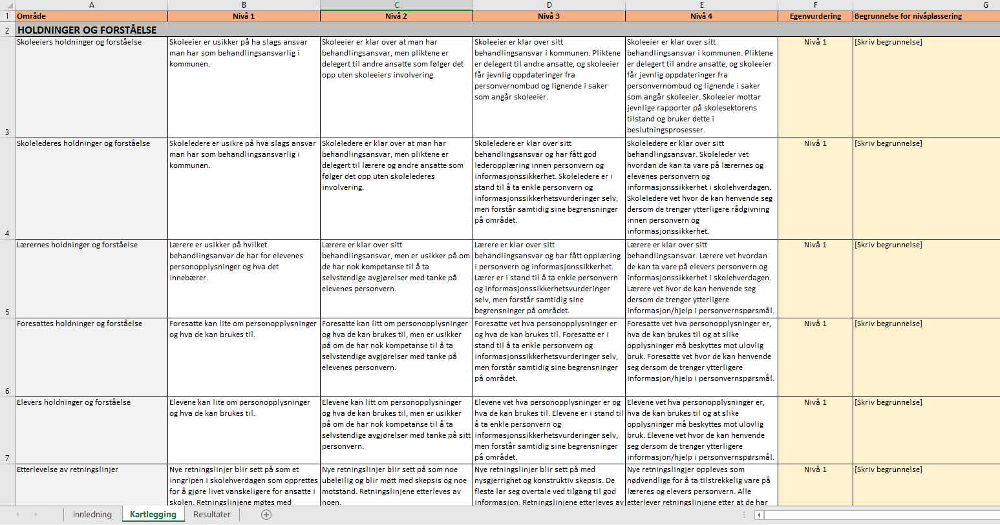 A B C D E F G
1 Område Nivå 1 Nivå 2 Nivå 3 Nivå 4 Egenvurdering Begrunnelse for nivåplassering
2 HOLDNINGER OG FORSTÅELSE
3
Skoleeiers holdninger og forståelse
Skoleeier er usikker på ha slags ansvar
man har som behandlingsansvarlig i
kommunen.
Skoleeier er klar over at man har
behandlingsansvar, men pliktene er
delegert til andre ansatte som følger det
opp uten skoleeiers involvering.
Skoleeier er klar over sitt
behandlingsansvar i kommunen. Pliktene
er delegert til andre ansatte, og skoleeier
får jevnlig oppdateringer fra
personvernombud og lignende i saker
som angår skoleeier.
Skoleeier er klar over sitt
behandlingsansvar i kommunen. Pliktene
er delegert til andre ansatte, og skoleeier
får jevnlig oppdateringer fra
personvernombud og lignende i saker
som angår skoleeier. Skoleeier mottar
jevnlige rapporter på skolesektorens
tilstand og bruker dette i
beslutningsprosesser.
Nivå 1
[Skriv begrunnelse]
4
Skolelederes holdninger og forståelse
Skoleledere er usikre på hva slags ansvar
man har som behandlingsansvarlig i
kommunen.
Skoleledere er klar over at man har
behandlingsansvar, men pliktene er
delegert til lærere og andre ansatte som
følger det opp uten skolelederes
involvering.
Skoleledere er klar over sitt
behandlingsansvar og har fått god
lederopplæring innen personvern og
informasjonssikkerhet. Skoleledere er i
stand til å ta enkle personvern og
informasjonssikkerhetsvurderinger selv,
men forstår samtidig sine begrensninger
på området.
Skoleledere er klar over sitt
behandlingsansvar. Skoleleder vet
hvordan de kan ta vare på lærernes og
elevenes personvern og
informasjonssikkerhet i skolehverdagen.
Skoleledere vet hvor de kan henvende seg
dersom de trenger ytterligere rådgivning
innen personvern og
informasjonssikkerhet.
Nivå 1
[Skriv begrunnelse]
5
Lærernes holdninger og forståelse
Lærere er usikker på hvilket
behandlingsanvar de har for elevenes
personopplysninger og hva det
innebærer.
Lærere er klar over sitt
behandlingsansvar, men er usikker på om
de har nok kompetanse til å ta
selvstendige avgjørelser med tanke på
elevenes personvern.
Lærere er klar over sitt
behandlingsansvar og har fått opplæring
i personvern og informasjonssikkerhet.
Lærer er i stand til å ta enkle personvern
og informasjonssikkerhetsvurderinger
selv, men forstår samtidig sine
begrensninger på området.
Lærere er klar over sitt
behandlingsansvar. Lærere vet hvordan
de kan ta vare på elevers personvern og
informasjonssikkerhet i skolehverdagen.
Lærere vet hvor de kan henvende seg
dersom de trenger ytterligere
informasjon/hjelp i personvernspørsmål.
Nivå 1
[Skriv begrunnelse]
6
Foresattes holdninger og forståelse
Foresatte kan lite om personopplysninger
og hva de kan brukes til.
Foresatte kan litt om personopplysninger
og hva de kan brukes til, men er usikker
på om de har nok kompetanse til å ta
selvstendige avgjørelser med tanke på
elevenes personvern.
Foresatte vet hva personopplysninger er
og hva de kan brukes til. Foresatte er i
stand til å ta enkle personvern og
informasjonssikkerhetsvurderinger selv,
men forstår samtidig sine begrensninger
på området.
Foresatte vet hva personopplysninger er,
hva de kan brukes til og at slike
opplysninger må beskyttes mot ulovlig
bruk. Foresatte vet hvor de kan henvende
seg dersom de trenger ytterligere
informasjon/hjelp i personvernspørsmål.
Nivå 1
[Skriv begrunnelse]
7
Elevers holdninger og forståelse
Elevene kan lite om personopplysninger
og hva de kan brukes til.
Elevene kan litt om personopplysninger
og hva de kan brukes til, men er usikker
på om de har nok kompetanse til å ta
selvstendige avgjørelser med tanke på sitt
personvern.
Elevene vet hva personopplysninger er og
hva de kan brukes til. Elevene er i stand til
å ta enkle personvern og
informasjonssikkerhetsvurderinger selv,
men forstår samtidig sine begrensninger
på området.
Elevene vet hva personopplysninger er,
hva de kan brukes til og at slike
opplysninger må beskyttes mot ulovlig
bruk. Elevene vet hvor de kan henvende
seg dersom de trenger ytterligere
informasjon/hjelp i personvernspørsmål.
Nivå 1
[Skriv begrunnelse]
Etterlevelse av retningslinjer
Nye retningslinjer blir sett på som et
inngripen i skolehverdagen som opprettes
for å gjøre livet vanskeligere for ansatte i
skolen. Retningslinjene møtes med
Nye retningslinjer blir sett på som noe
ubeleilig og blir møtt med skepsis og noe
motstand. Retningslinjene etterleves av
noen.
Nye retningslinjer blir sett på med
nysgjerrighet og konstruktiv skepsis. De
fleste lar seg overtale ved tilgang til god
informasjon. Retningslinjene etterleves av
Nye retningslingjer oppleves som
nødvendige for å ta tilstrekkelig vare på
læreres og elevers personvern. Alle
etterlever retningslinjene etter at de har
Nivå 1
[Skriv begrunnelse]
Innledning Kartlegging Resultater